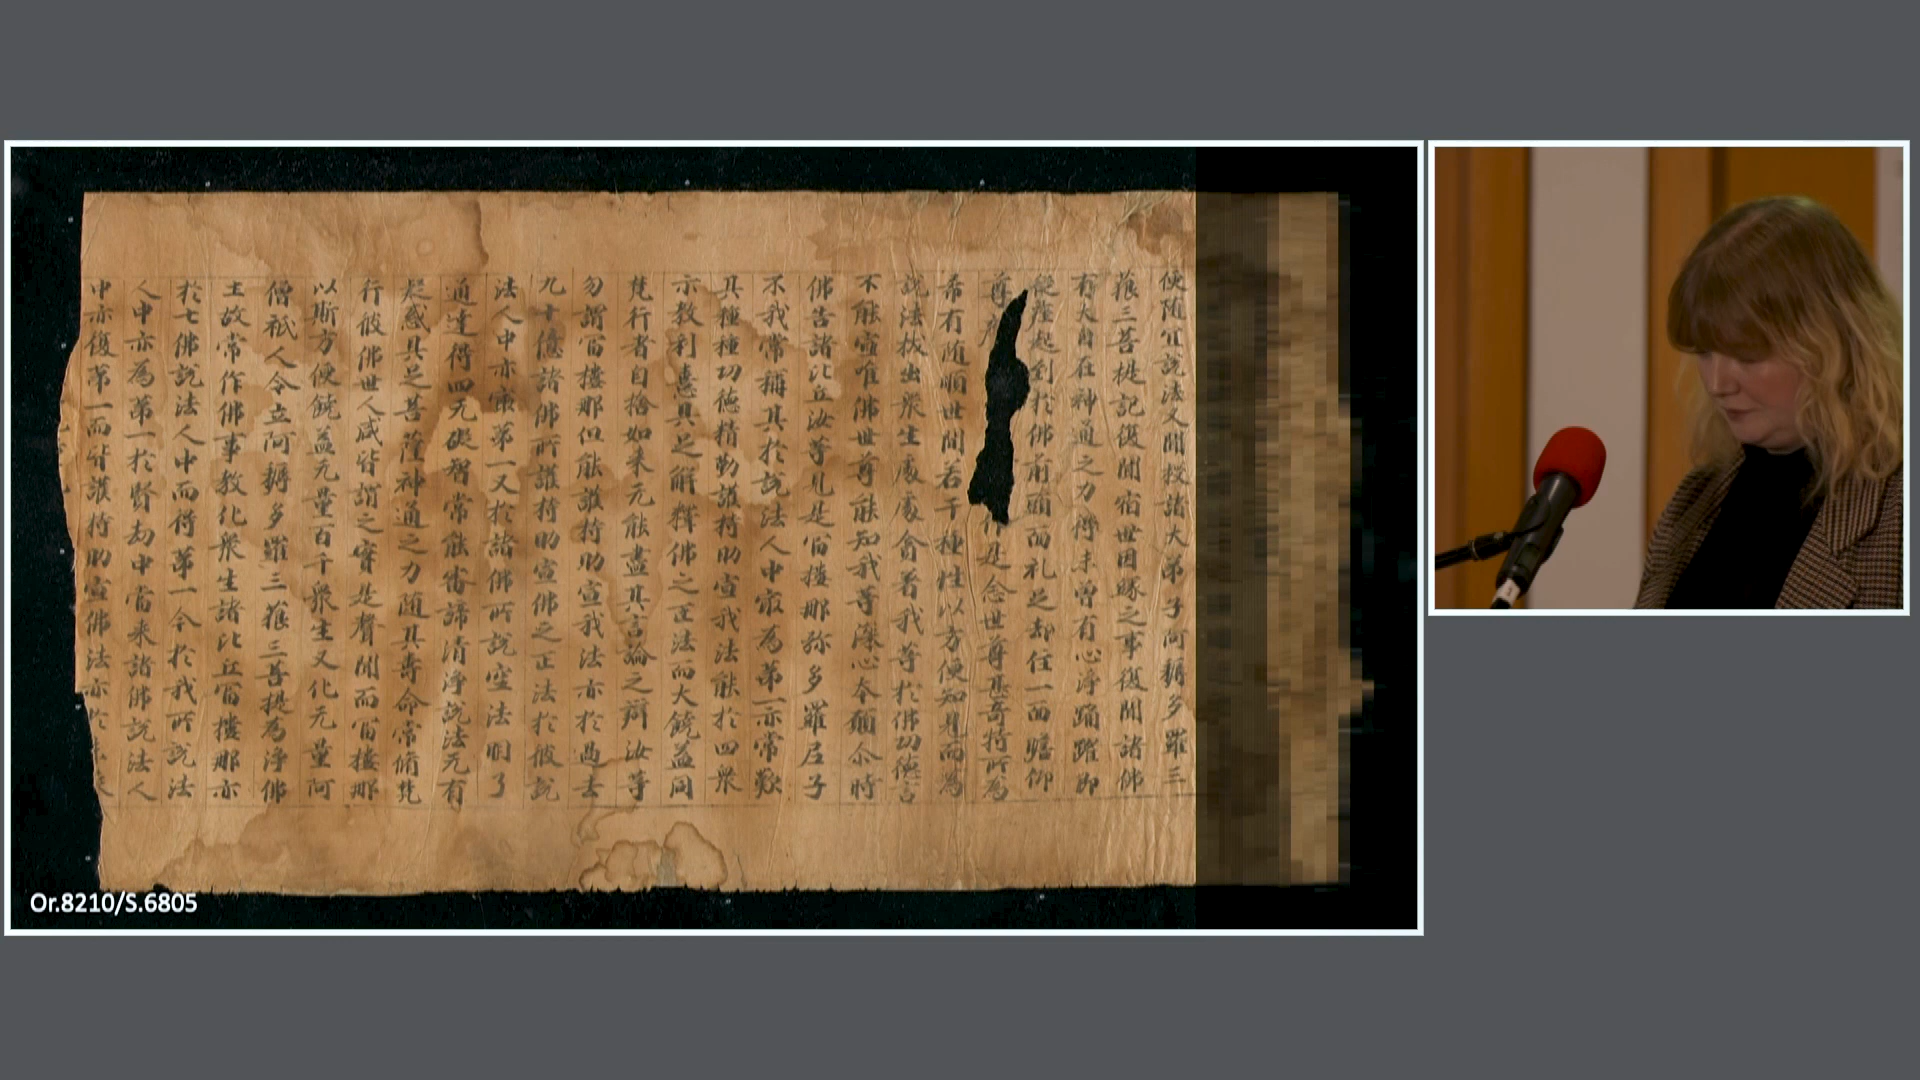 便随冝說法又聞授諸大弟子阿耨多羅三
藐三菩提記復聞宿世因緣之事復聞諸佛
有大自在神通之力得未曾有心淨踊躍即
從座起到於佛前頭面礼足却住一面瞻仰
尊 作是念世尊甚奇特所為
希有随順世間若干種性以方便知見而為
說法拔出衆生處處貪著我等於佛功德言
不能宣唯佛世尊能知我等深心本願尒時
佛告諸比丘汝等見是富樓那弥多羅尼子
不我常稱其於說法人中冣為第一亦常歎
其種種功德精勤護持助宣我法能於四衆
示教利憙具足解釋佛之正法而大饒益同
梵行者自捨如来无能盡其言論之辯汝等
勿謂富樓那但能護持助宣我法亦於過去
九十億諸佛所護持助宣佛之正法於彼說
法人中亦冣第一又於諸佛所說空法明了
通達得四无礙智常能審諦清淨說法无有
疑惑具足菩薩神通之力随其壽命常脩梵
行彼佛世人咸皆謂之實是聲聞而富樓那
以斯方便饒益无量百千衆生又化无量阿
僧祇人令立阿耨多羅三藐三菩提為淨佛
土故常作佛事教化衆生諸比丘富樓那亦
於七佛說法人中而得第一今於我所說法
人中亦為第一於賢劫中當来諸佛說法人
中亦復第一而皆護持助宣佛法亦於
Or.8210/S.6805